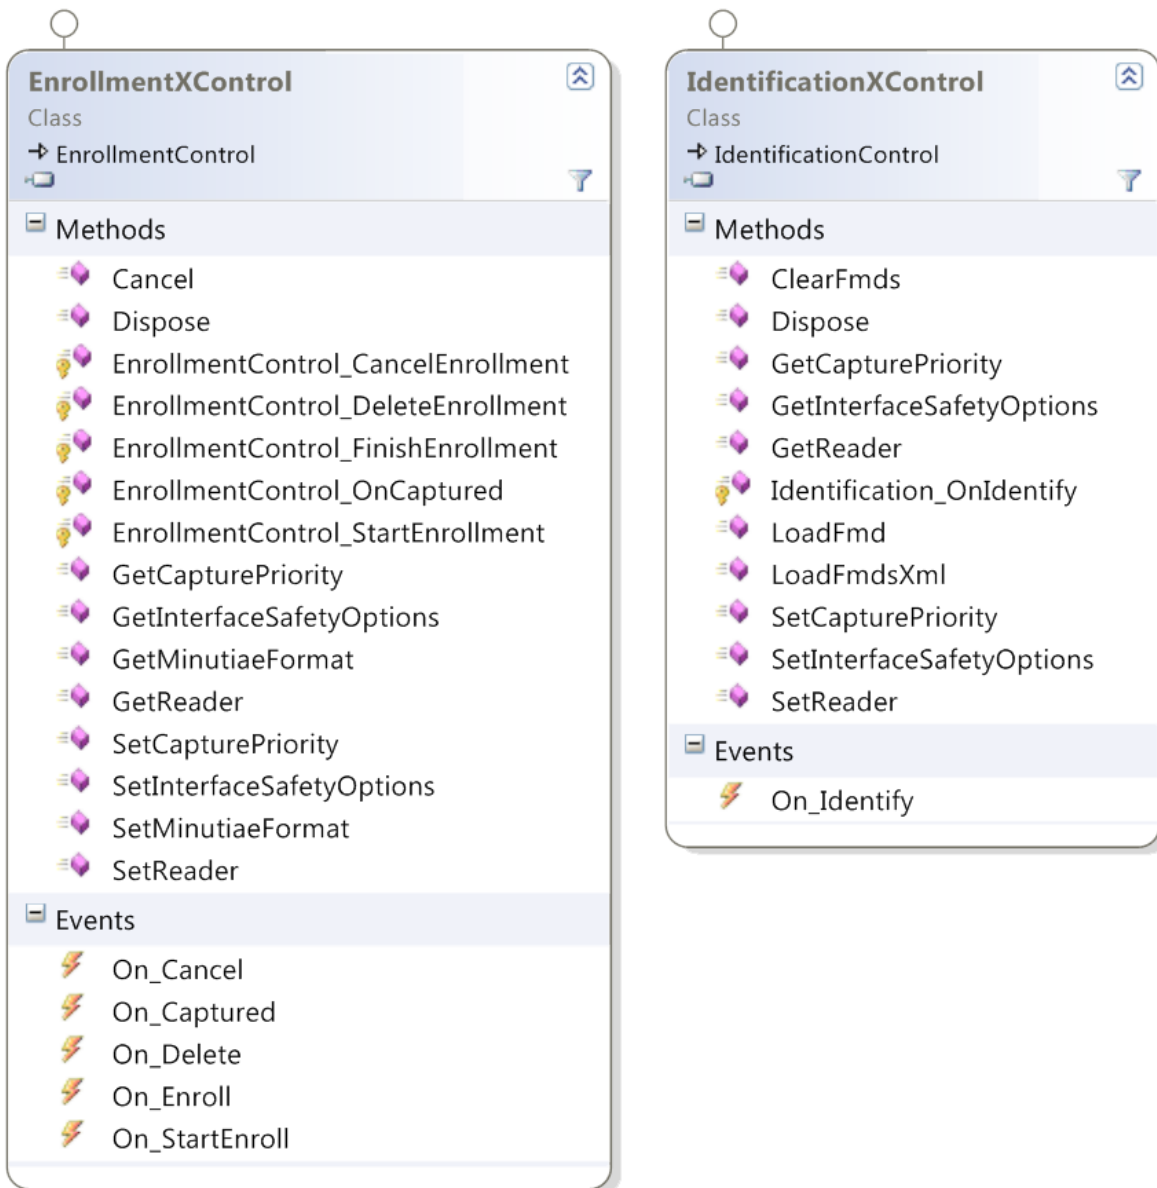 EnrollmentXControl
Class
EnrollmentControl
Methods
Cancel
Dispose
EnrollmentControl_CancelEnrollment
EnrollmentControl_DeleteEnrollment
EnrollmentControl_FinishEnrollment
EnrollmentControl_OnCaptured
EnrollmentControl_StartEnrollment
GetCapturePriority
GetInterfaceSafetyOptions
GetMinutiaeFormat
GetReader
SetCapturePriority
SetInterfaceSafetyOptions
SetMinutiaeFormat
SetReader
Events
On_Cancel
On_Captured
On_Delete
On_Enroll
On_StartEnroll
IdentificationXControl
Class
IdentificationControl
Methods
ClearFmds
Dispose
GetCapturePriority
GetInterfaceSafetyOptions
GetReader
Identification_OnIdentify
LoadFmd
LoadFmdsXml
SetCapturePriority
SetInterfaceSafetyOptions
SetReader
Events
On_Identify